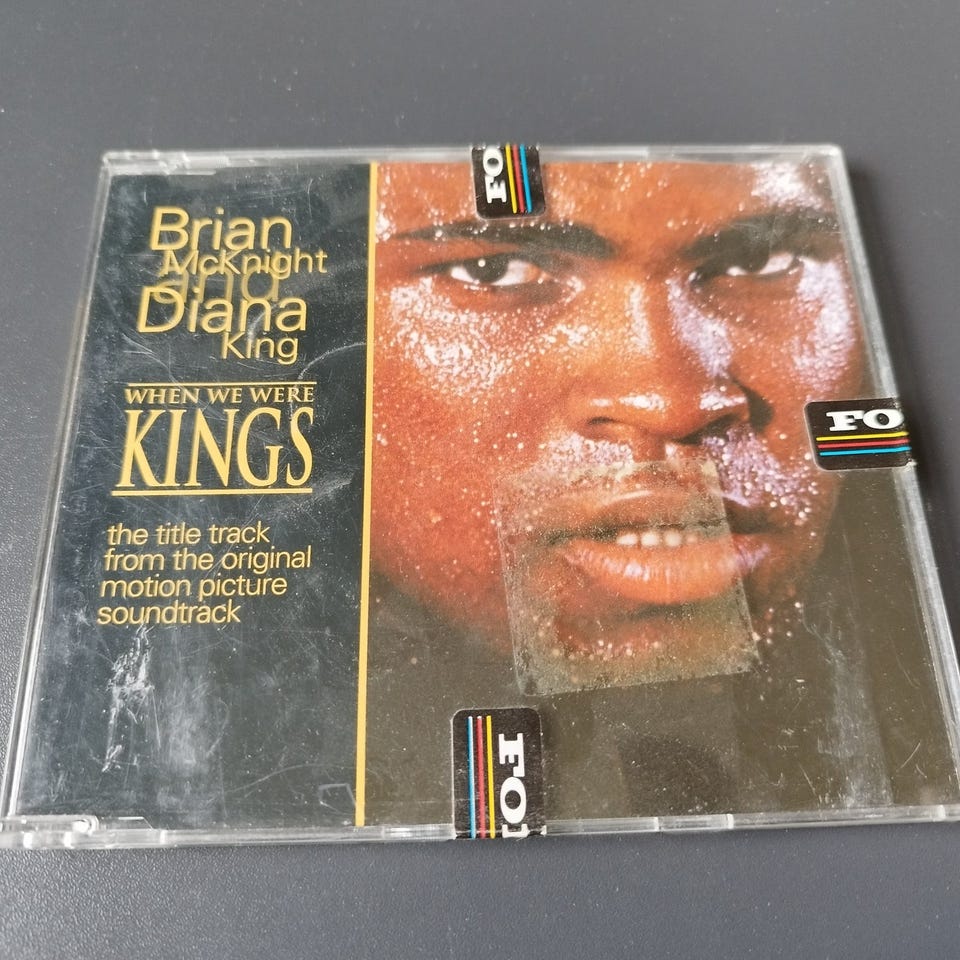 Brian
McKnight
and
Diana
King
WHEN WE WERE
KINGS
the title track
from the original
motion picture
soundtrack
FO
FO
FO